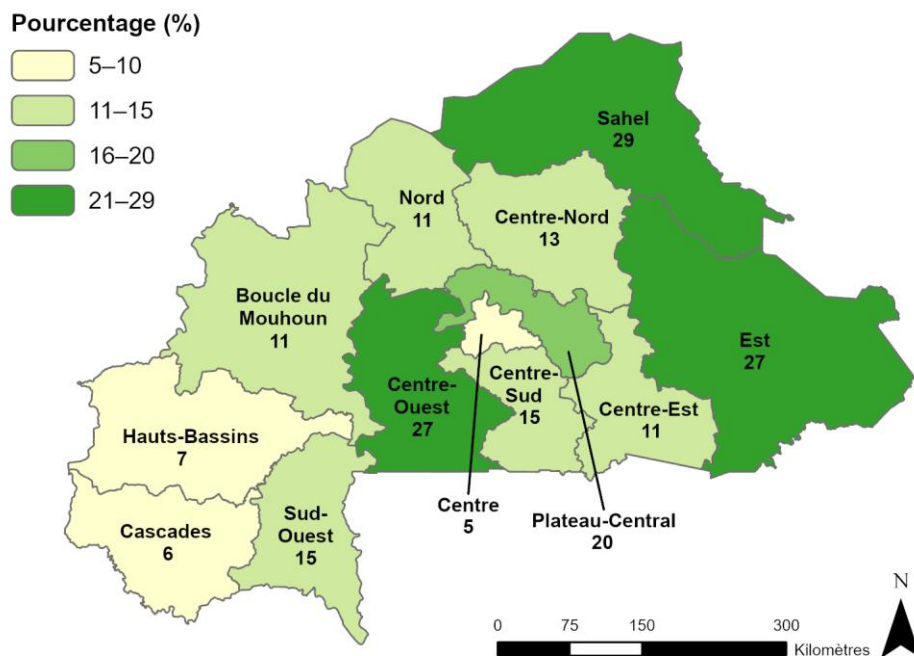 Pourcentage (%)
5–10
11–15
16–20
21–29
Sahel
29
Nord
11
Centre-Nord
13
Boucle du
Mouhoun
11
Est
27
Centre-
Ouest
27
Centre-
Sud
15
Centre-Est
11
Hauts-Bassins
7
Centre
5
Plateau-Central
20
Cascades
6
Sud-
Ouest
15
N
0 75 150 300
Kilomètres